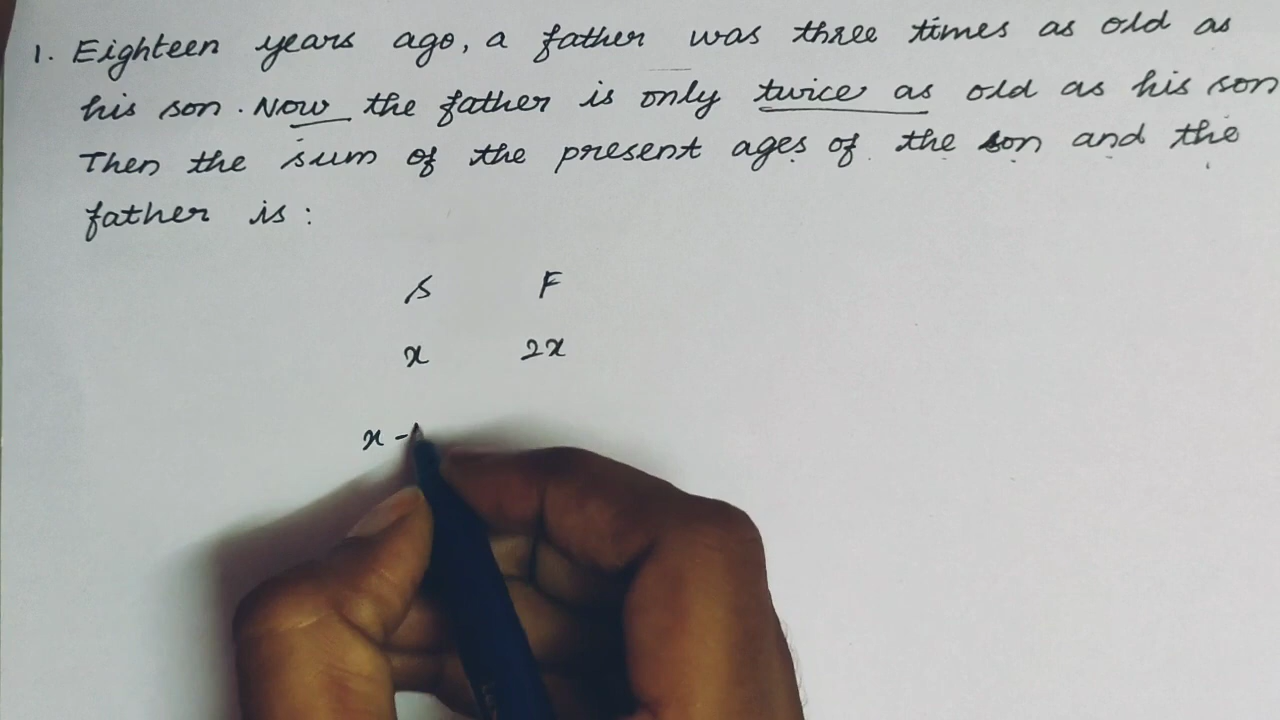 1. Eighteen years ago, a father was three times as old as
his son. Now the father is only twice as old as his son
Then the sum of the present ages of the son and the
father is:
S F
x 2x
x -